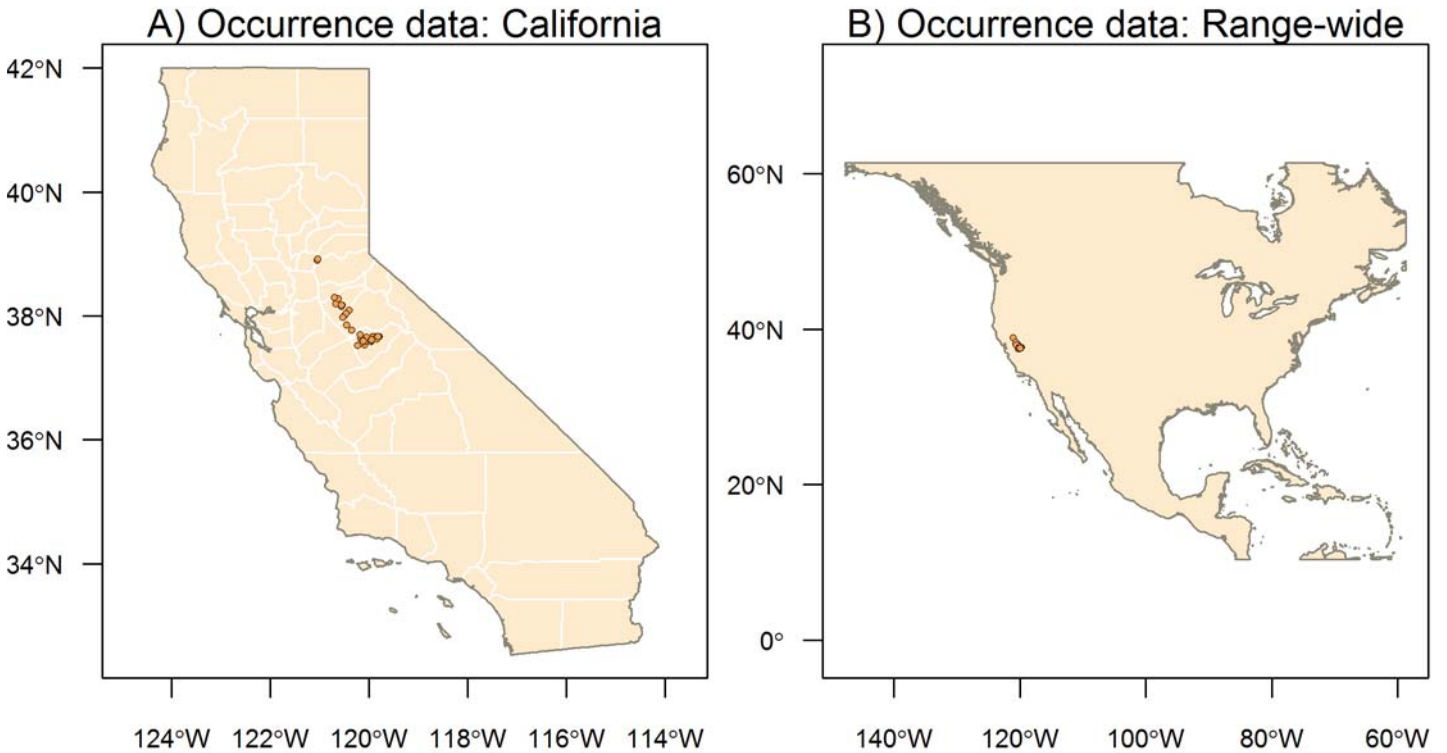 A) Occurrence data: California
42°N
40°N
38°N
36°N
34°N
124°W 122°W 120°W 118°W 116°W 114°W
B) Occurrence data: Range-wide
60°N
40°N
20°N
0°
140°W 120°W 100°W 80°W 60°W